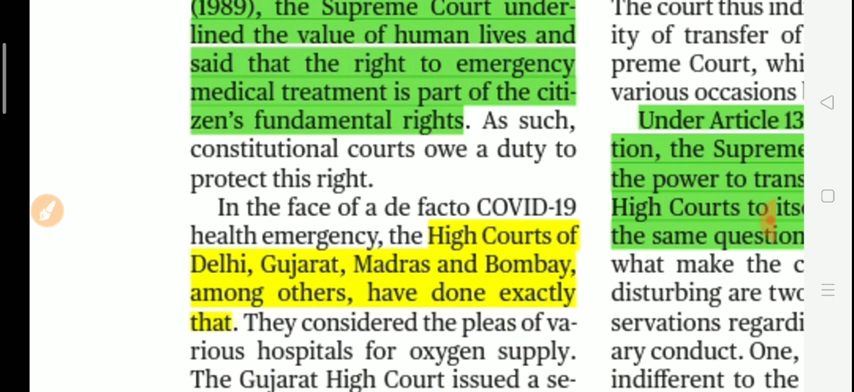 (1989), the Supreme Court under-
lined the value of human lives and
said that the right to emergency
medical treatment is part of the citi-
zen's fundamental rights. As such,
constitutional courts owe a duty to
protect this right.
In the face of a de facto COVID-19
health emergency, the High Courts of
Delhi, Gujarat, Madras and Bombay,
among others, have done exactly
that. They considered the pleas of va-
rious hospitals for oxygen supply.
The Gujarat High Court issued a se-
The court thus ind
ity of transfer of
preme Court, whi
various occasions
Under Article 13
tion, the Supreme
the power to trans
High Courts to its
the same question
what make the c
disturbing are two
servations regardi
ary conduct. One,
indifferent to the